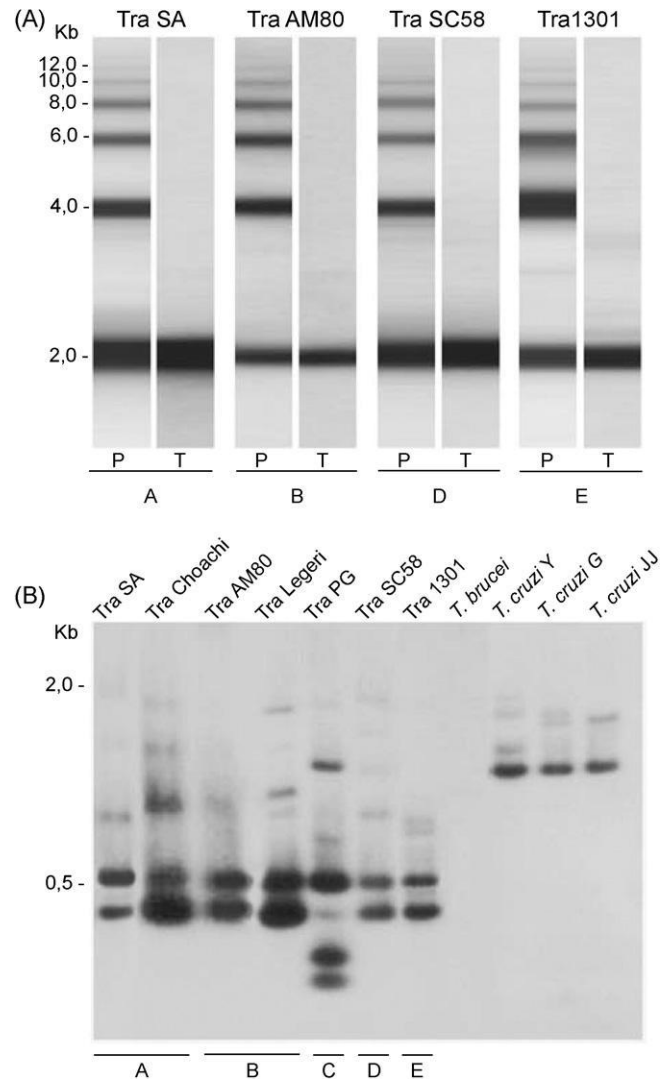 (A)
Kb
Tra SA Tra AM80 Tra SC58 Tra1301
12,0 -
10,0 -
8,0 -
6,0 -
4,0 -
2,0 -
P T P T P T P T
A B D E
(B)
Kb
Tra SA Tra Choachi Tra AM80 Tra Legeri Tra PG Tra SC58 Tra 1301 T. brucei T. cruzi Y T. cruzi G T. cruzi JJ
2,0 -
0,5 -
A B C D E